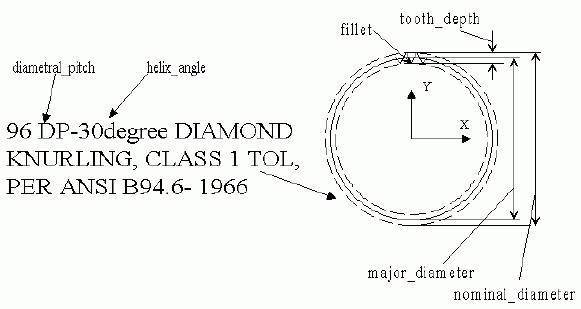 tooth_depth
fillet
diametral_pitch
helix_angle
Y
96 DP-30degree DIAMOND
X
KNURLING, CLASS 1 TOL,
PER ANSI B94.6- 1966
major_diameter
nominal_diameter